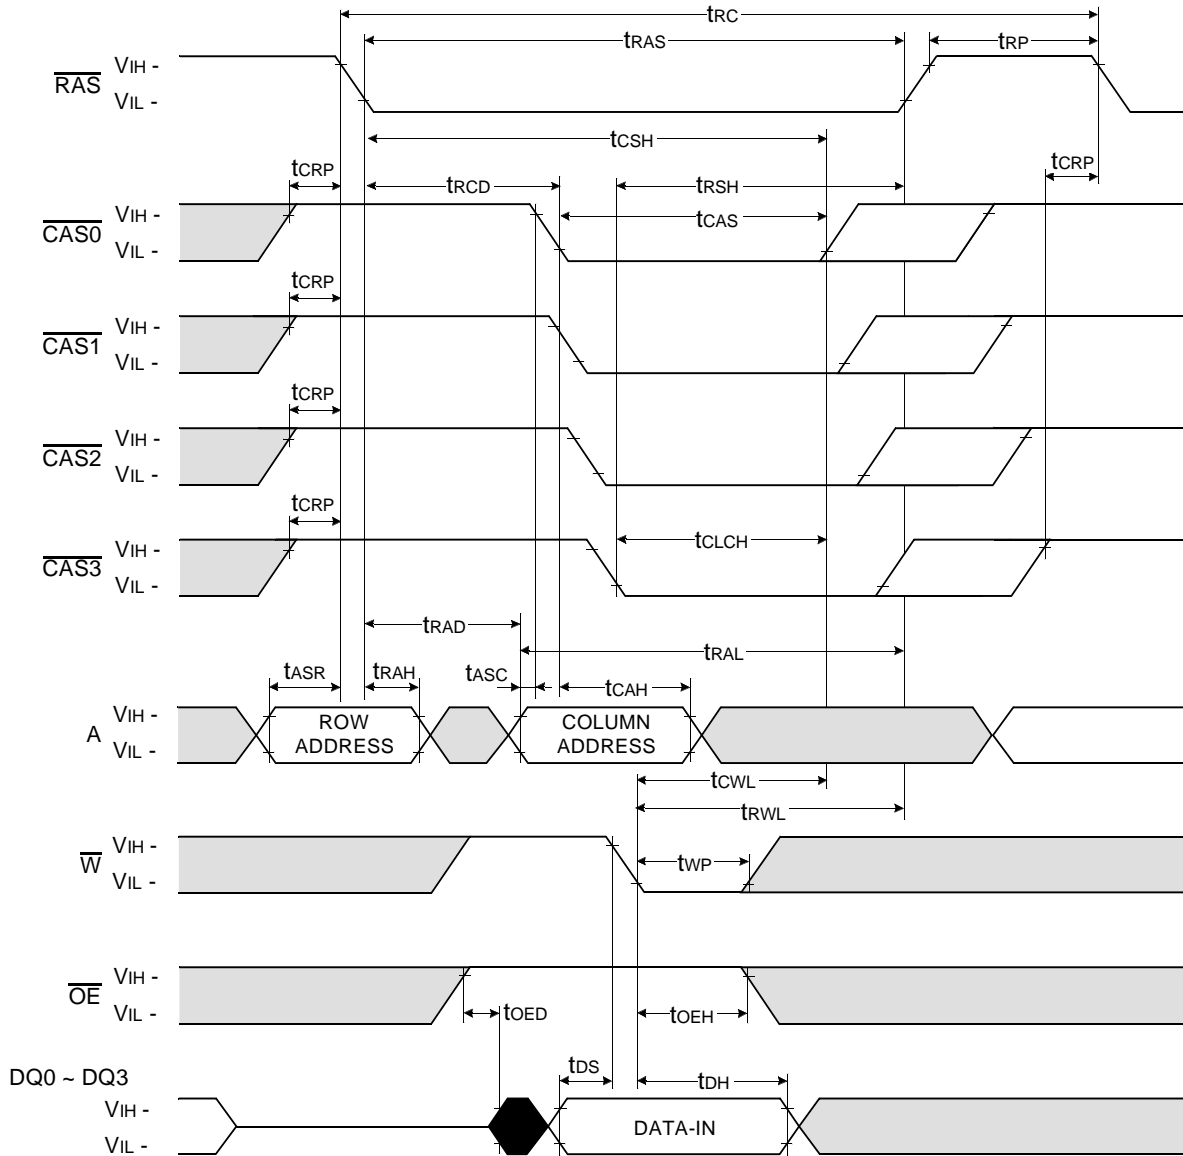 tRC
tRAS
tRP
RAS
VIH -
VIL -
tCSH
tCRP
tRCD
tRSH
tCRP
tCAS
CAS0
VIH -
VIL -
tCRP
CAS1
VIH -
VIL -
tCRP
CAS2
VIH -
VIL -
tCRP
tCLCH
CAS3
VIH -
VIL -
tRAD
tRAL
tASR
tRAH
tASC
tCAH
A
VIH -
VIL -
ROW
ADDRESS
COLUMN
ADDRESS
tCWL
tRWL
W
VIH -
VIL -
tWP
OE
VIH -
VIL -
tOED
tOEH
tDS
tDH
DQ0 ~ DQ3
VIH -
VIL -
DATA-IN